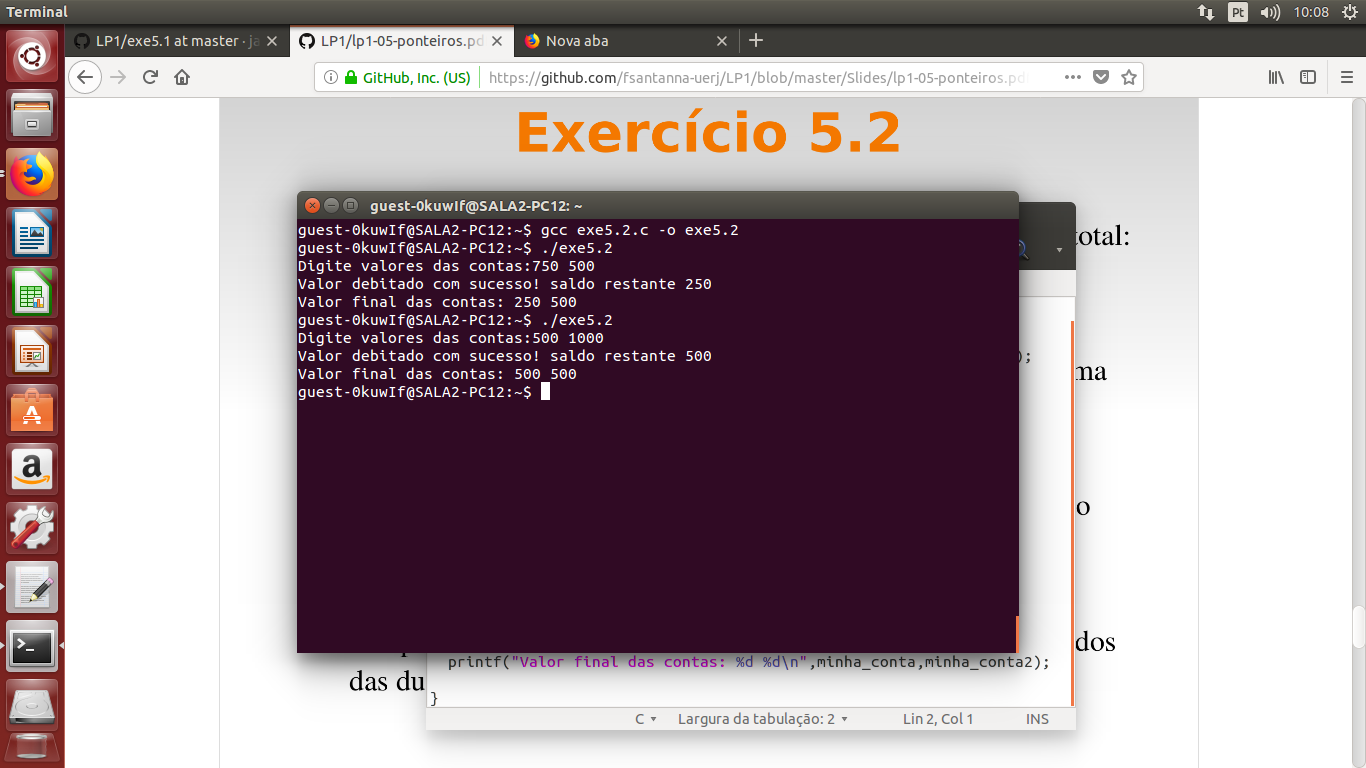 Terminal
Pt
10:08
LP1/exe5.1 at master · ja
LP1/lp1-05-ponteiros.pd
Nova aba
GitHub, Inc. (US)
https://github.com/fsantanna-uerj/LP1/blob/master/Slides/lp1-05-ponteiros.pd
Exercício 5.2
guest-0kuwIf@SALA2-PC12: ~
total:
guest-0kuwIf@SALA2-PC12:~$ gcc exe5.2.c -o exe5.2
guest-0kuwIf@SALA2-PC12:~$ ./exe5.2
Digite valores das contas:750 500
Valor debitado com sucesso! saldo restante 250
Valor final das contas: 250 500
guest-0kuwIf@SALA2-PC12:~$ ./exe5.2
Digite valores das contas:500 1000
Valor debitado com sucesso! saldo restante 500
Valor final das contas: 500 500
guest-0kuwIf@SALA2-PC12:~$
);
ma
o
dos
printf("Valor final das contas: %d %d\n",minha_conta,minha_conta2);
das du
}
C
Largura da tabulação: 2
Lin 2, Col 1
INS